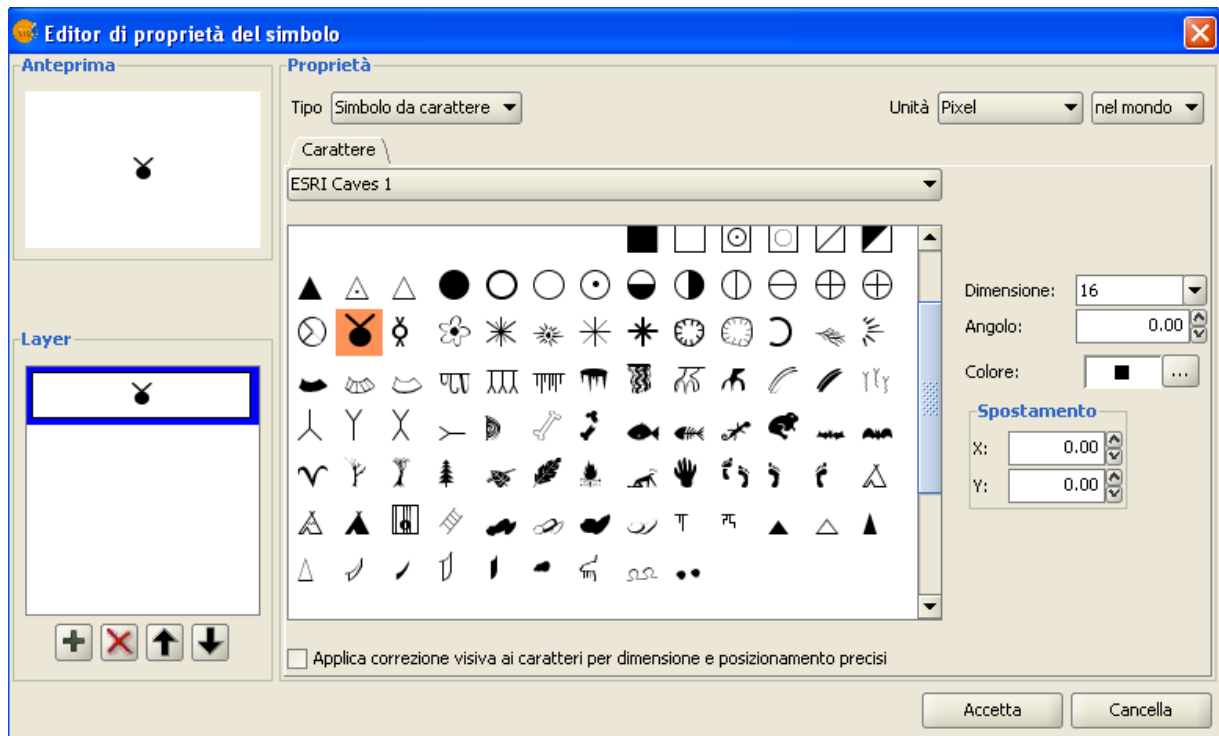 Editor di proprietà del simbolo
Anteprima
Proprietà
Tipo Simbolo da carattere
Unità Pixel nel mondo
Carattere
ESRI Caves 1
Dimensione: 16
Angolo: 0.00
Layer
Colore: ...
Spostamento
X: 0.00
Y: 0.00
Applica correzione visiva ai caratteri per dimensione e posizionamento precisi
Accetta Cancella